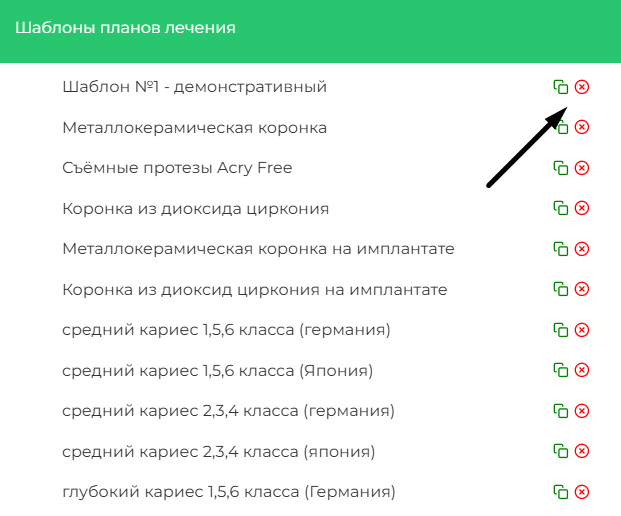 Шаблоны планов лечения
Шаблон №1 - демонстративный
Металлокерамическая коронка
Съёмные протезы Acry Free
Коронка из диоксида циркония
Металлокерамическая коронка на имплантате
Коронка из диоксид циркония на имплантате
средний кариес 1,5,6 класса (германия)
средний кариес 1,5,6 класса (Япония)
средний кариес 2,3,4 класса (германия)
средний кариес 2,3,4 класса (япония)
глубокий кариес 1,5,6 класса (Германия)